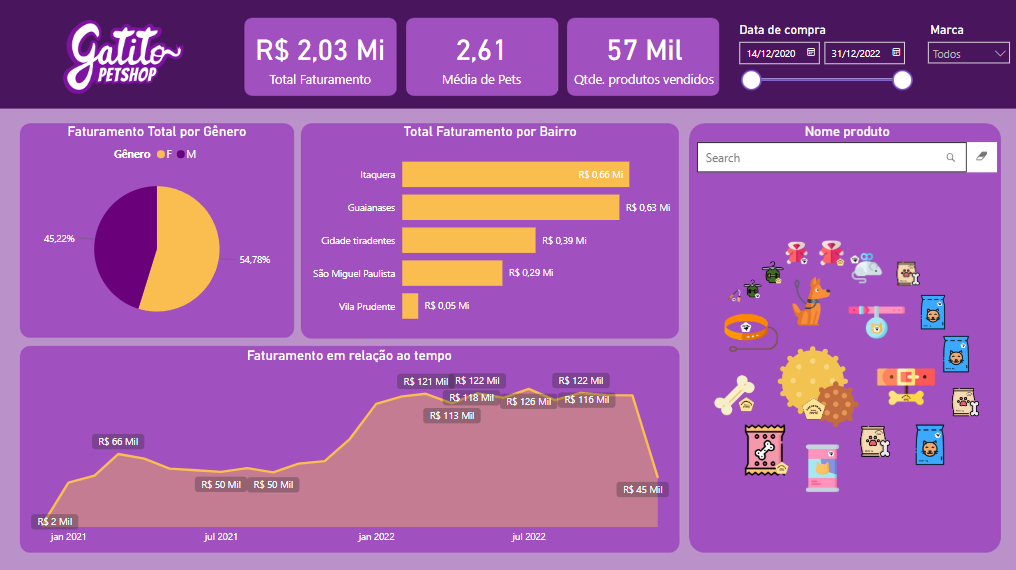 Gatito
PETSHOP
R$ 2,03 Mi
Total Faturamento
2,61
Média de Pets
57 Mil
Qtde. produtos vendidos
Data de compra
14/12/2020
31/12/2022
Marca
Todos
Faturamento Total por Gênero
Gênero F M
45,22%
54,78%
Total Faturamento por Bairro
Itaquera R$ 0,66 Mi
Guaianases R$ 0,63 Mi
Cidade tiradentes R$ 0,39 Mi
São Miguel Paulista R$ 0,29 Mi
Vila Prudente R$ 0,05 Mi
Nome produto
Search
Faturamento em relação ao tempo
R$ 121 Mil R$ 122 Mil R$ 122 Mil
R$ 118 Mil R$ 126 Mil R$ 116 Mil
R$ 113 Mil
R$ 66 Mil
R$ 50 Mil R$ 50 Mil
R$ 45 Mil
R$ 2 Mil
jan 2021 jul 2021 jan 2022 jul 2022